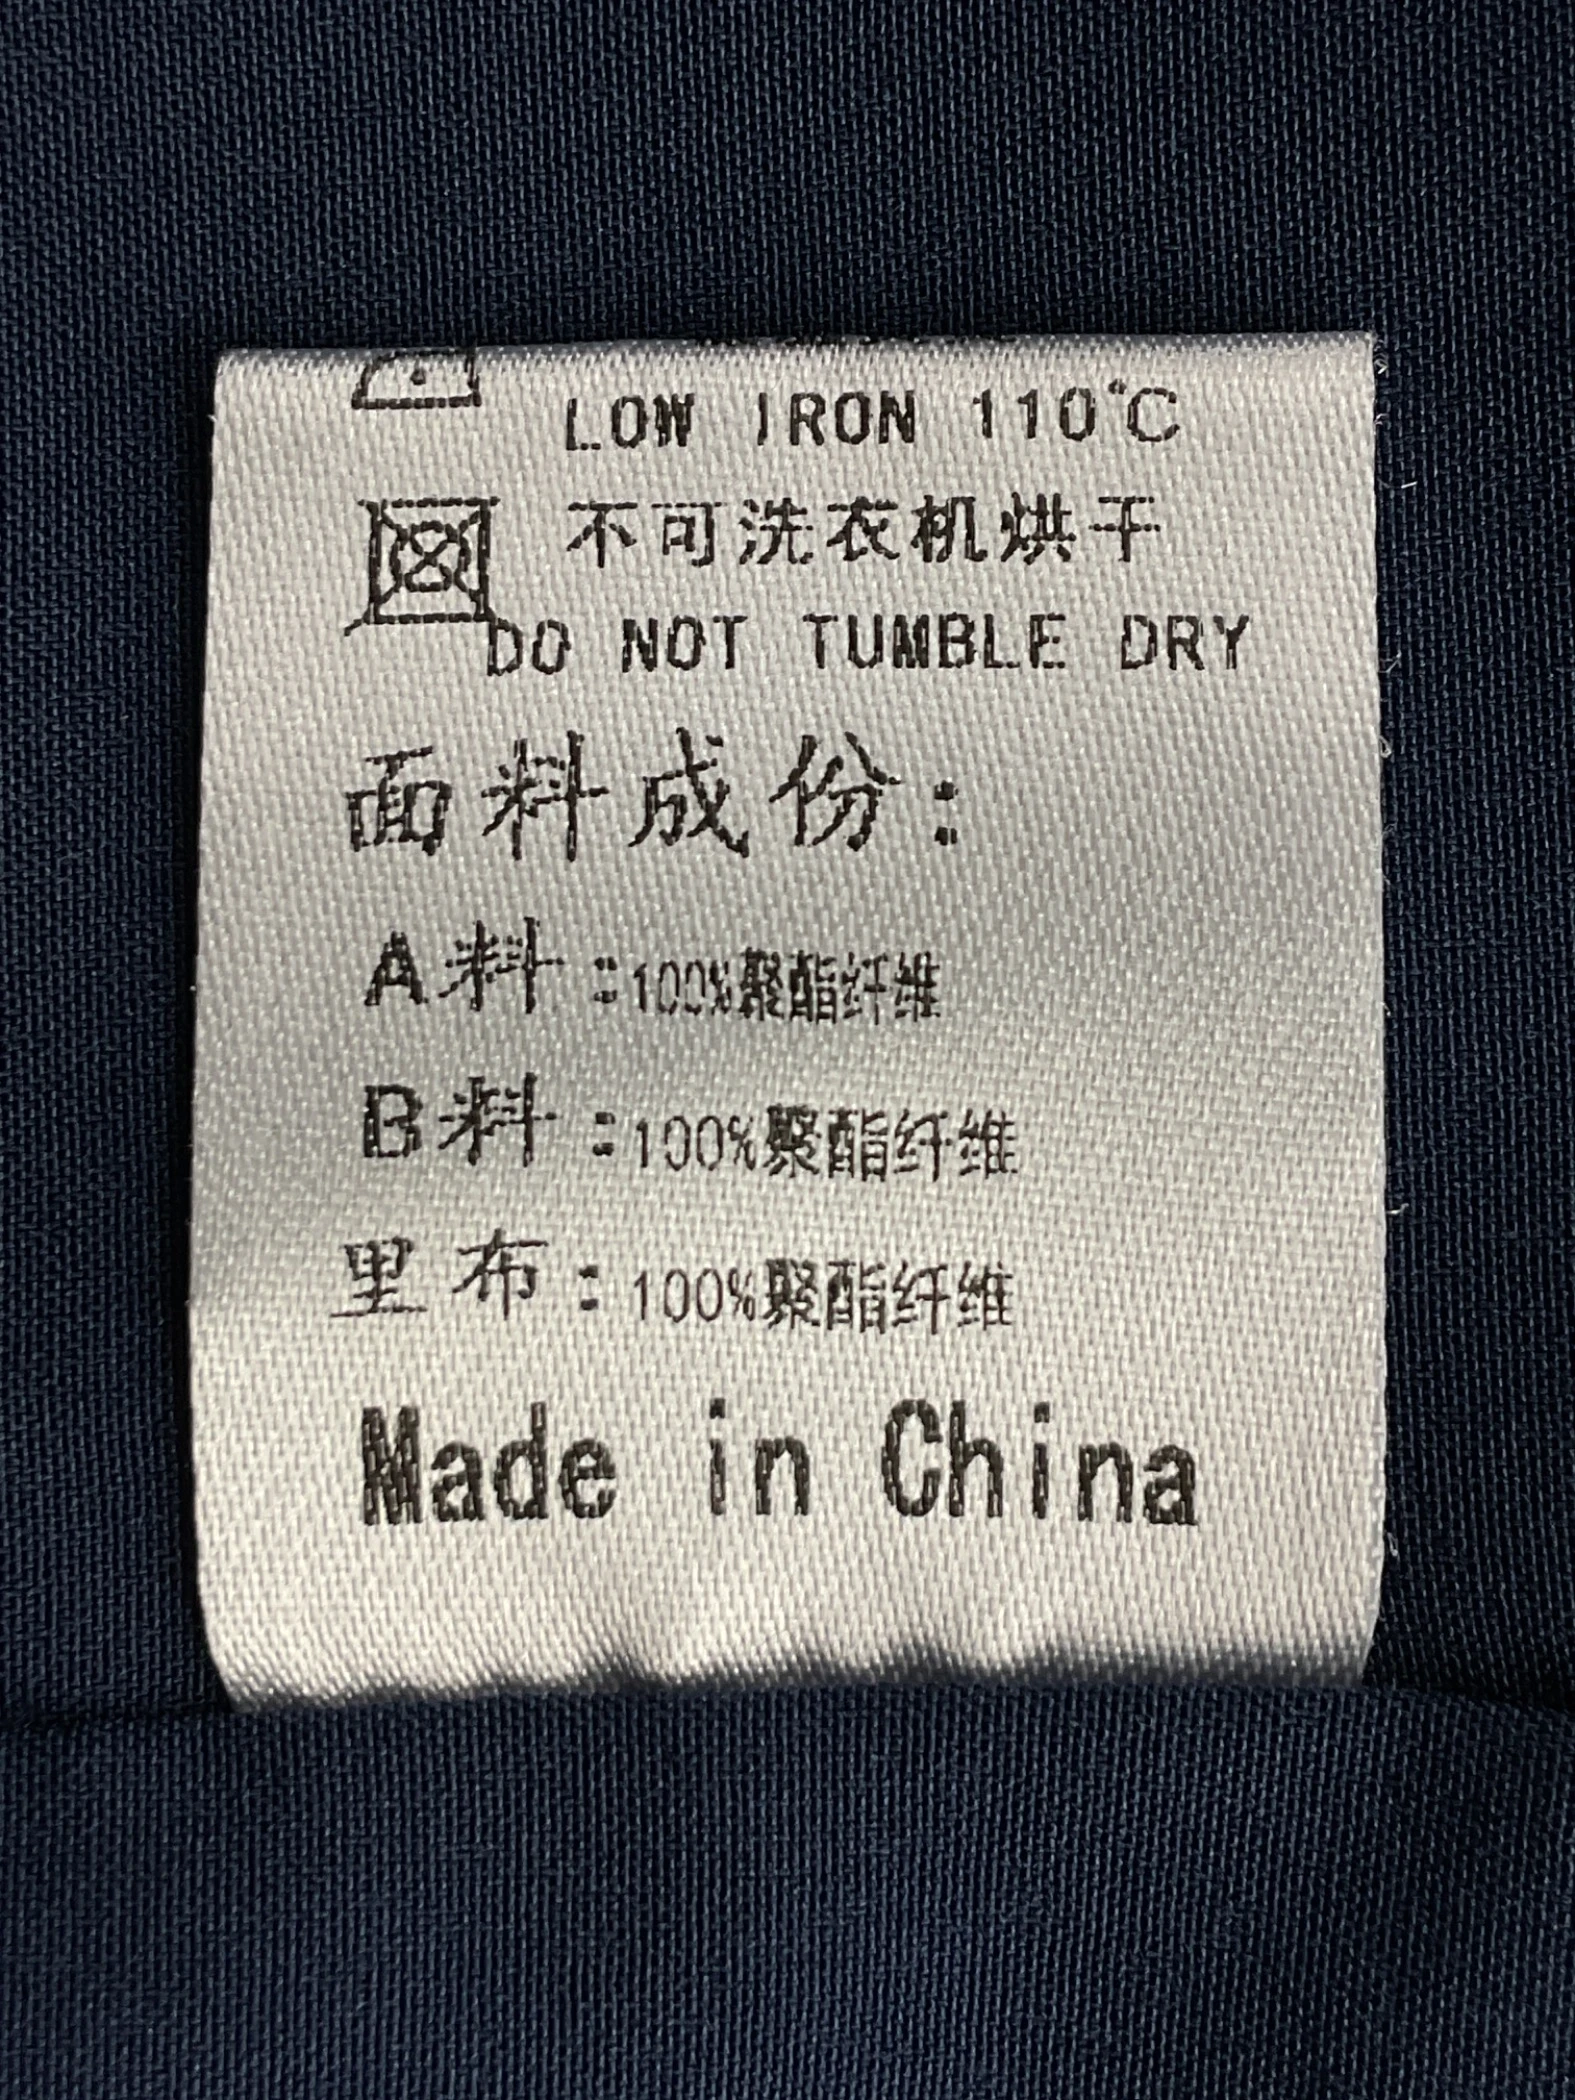 LOW IRON 110°C
不可洗衣机烘干
DO NOT TUMBLE DRY
面料成份:
A料:100%聚酯纤维
B料:100%聚酯纤维
里布:100%聚酯纤维
Made in China